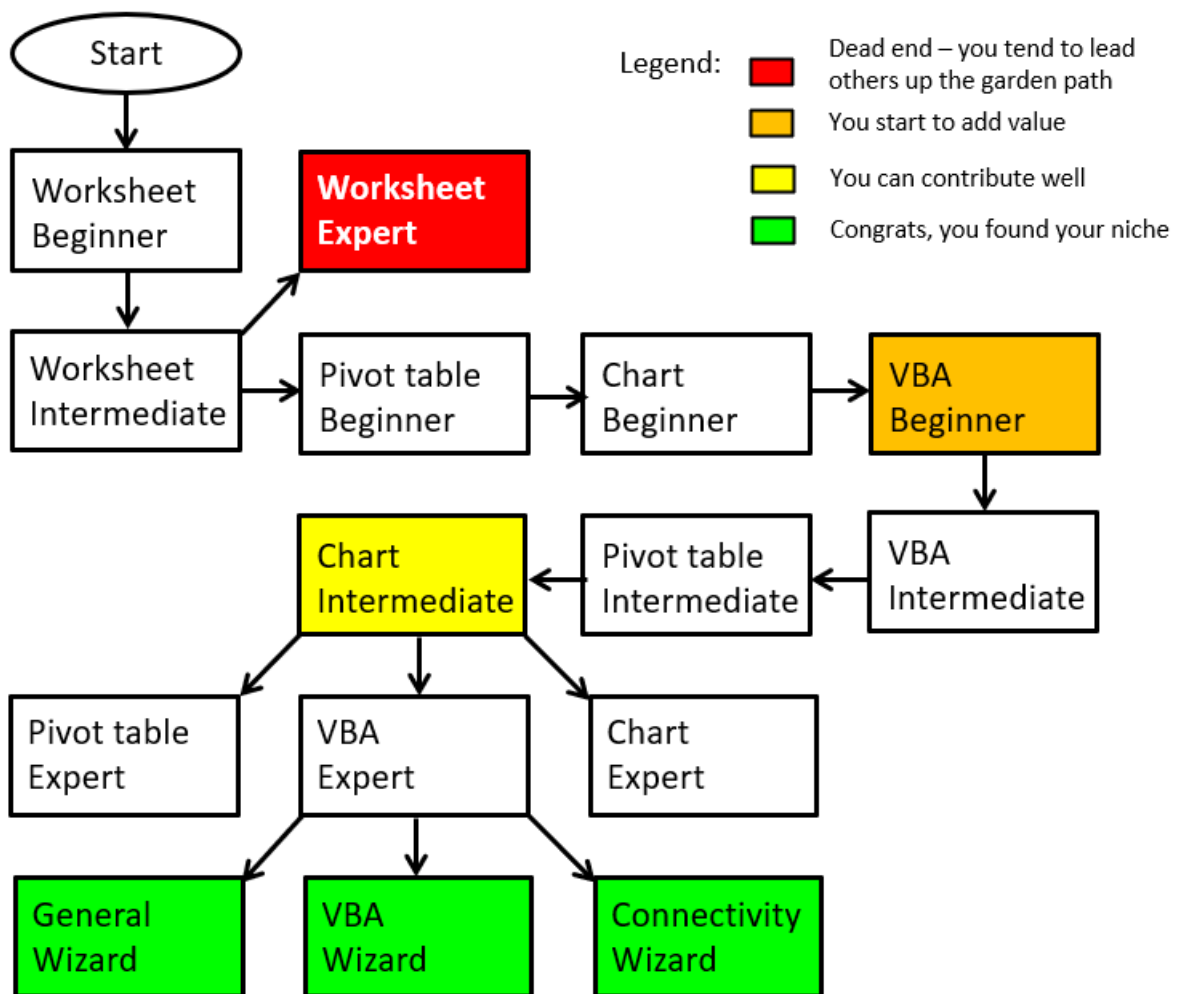 Start
Legend:
Dead end – you tend to lead
others up the garden path
You start to add value
You can contribute well
Congrats, you found your niche
Worksheet
Beginner
Worksheet
Expert
Worksheet
Intermediate
Pivot table
Beginner
Chart
Beginner
VBA
Beginner
Chart
Intermediate
Pivot table
Intermediate
VBA
Intermediate
Pivot table
Expert
VBA
Expert
Chart
Expert
General
Wizard
VBA
Wizard
Connectivity
Wizard